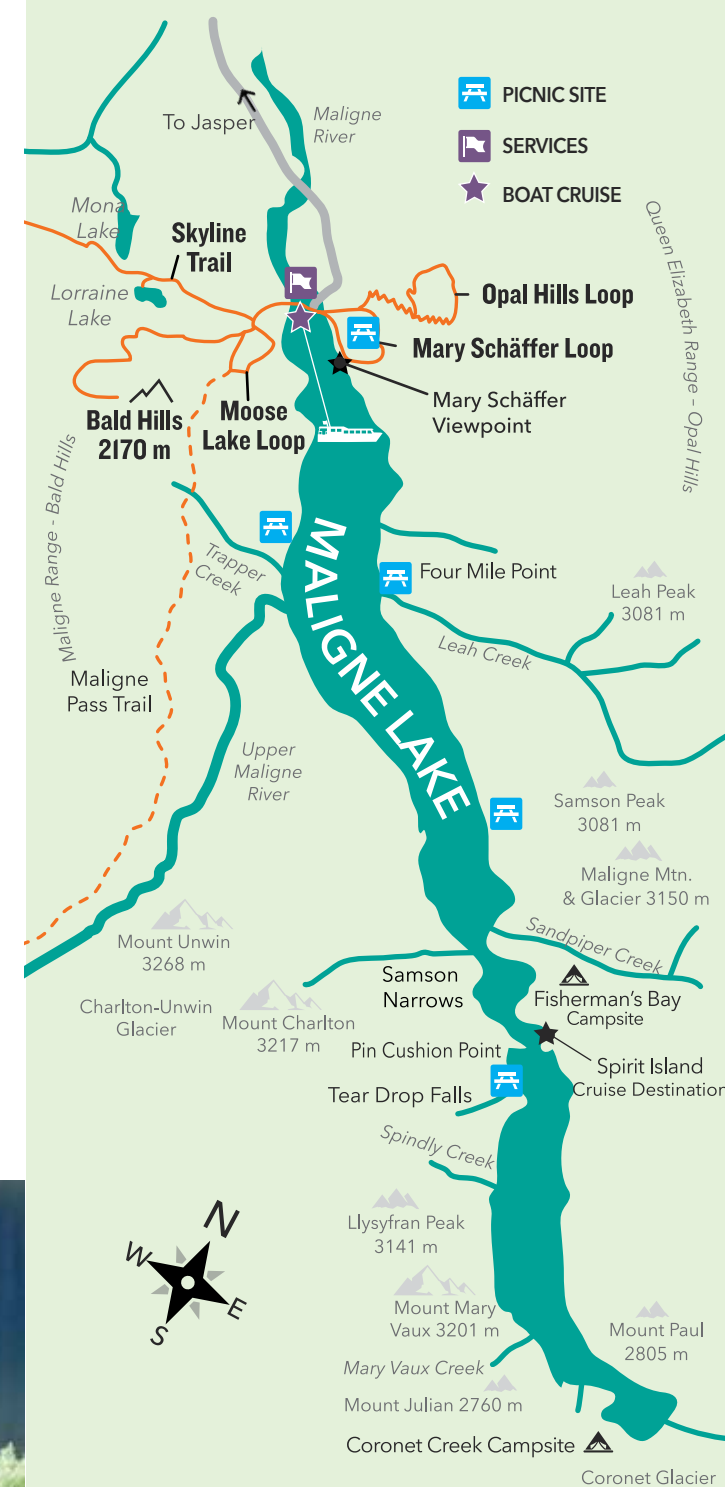 PICNIC SITE
SERVICES
BOAT CRUISE
To Jasper
Maligne
River
Mona
Lake
Skyline
Trail
Lorraine
Lake
Opal Hills Loop
Mary Schäffer Loop
Mary Schäffer
Viewpoint
Queen Elizabeth Range – Opal Hills
Bald Hills
2170 m
Moose
Lake Loop
Maligne Range - Bald Hills
Trapper
Creek
MALIGNE LAKE
Four Mile Point
Leah Peak
3081 m
Leah Creek
Maligne
Pass Trail
Upper
Maligne
River
Samson Peak
3081 m
Maligne Mtn.
& Glacier 3150 m
Mount Unwin
3268 m
Sandpiper Creek
Samson
Narrows
Fisherman's Bay
Campsite
Charlton-Unwin
Glacier
Mount Charlton
3217 m
Pin Cushion Point
Spirit Island
Cruise Destination
Tear Drop Falls
Spindly Creek
Llysyfran Peak
3141 m
N
W
E
S
Mount Mary
Vaux 3201 m
Mount Paul
2805 m
Mary Vaux Creek
Mount Julian 2760 m
Coronet Creek Campsite
Coronet Glacier